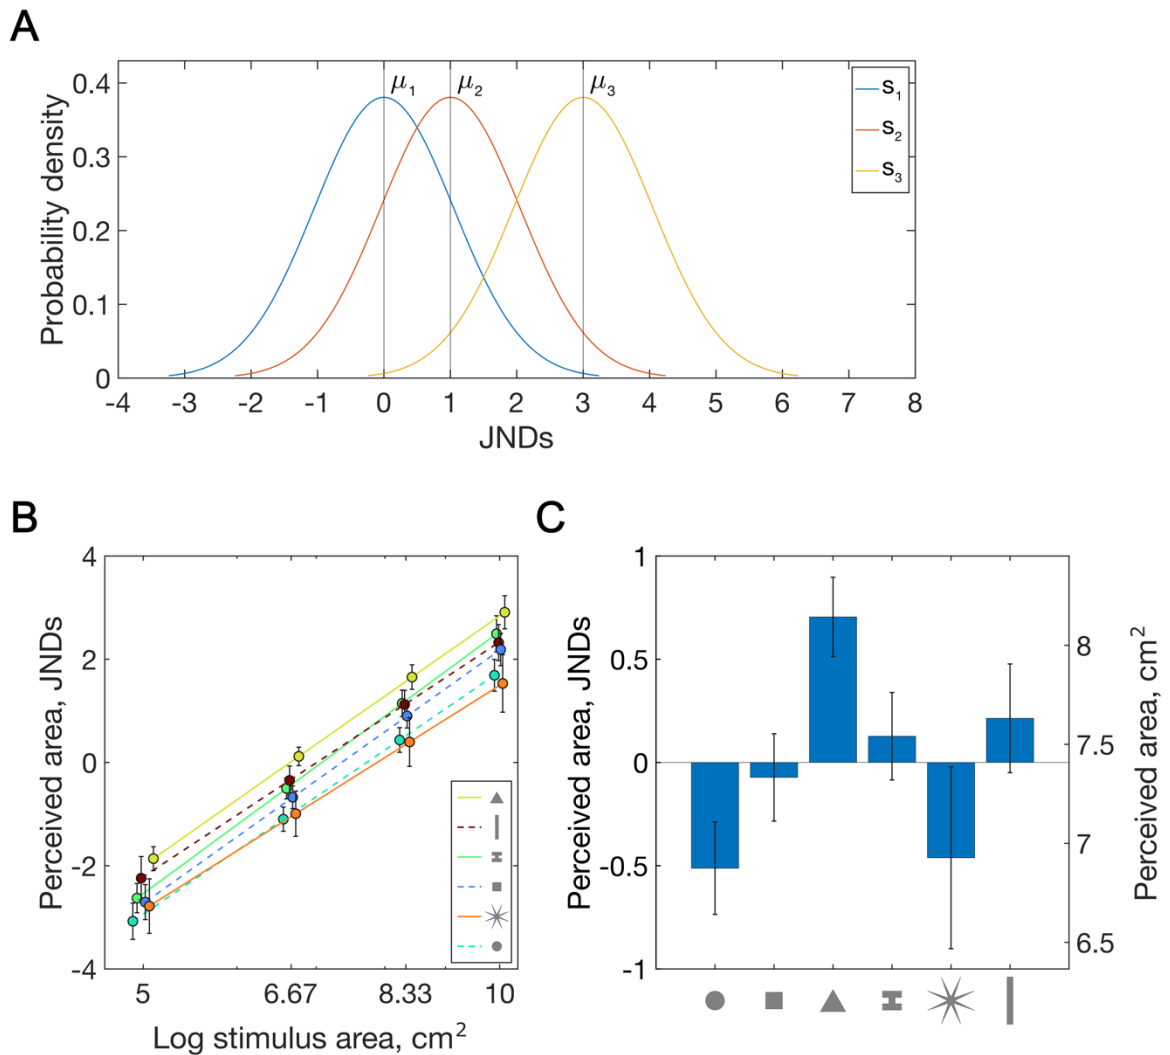 A
Probability density
0.4
0.3
0.2
0.1
0
μ1
μ2
μ3
s1
s2
s3
-4 -3 -2 -1 0 1 2 3 4 5 6 7 8
JNDs
B
Perceived area, JNDs
4
2
0
-2
-4
5 6.67 8.33 10
Log stimulus area, cm²
C
Perceived area, JNDs
1
0.5
0
-0.5
-1
8
7.5
7
6.5
Perceived area, cm²